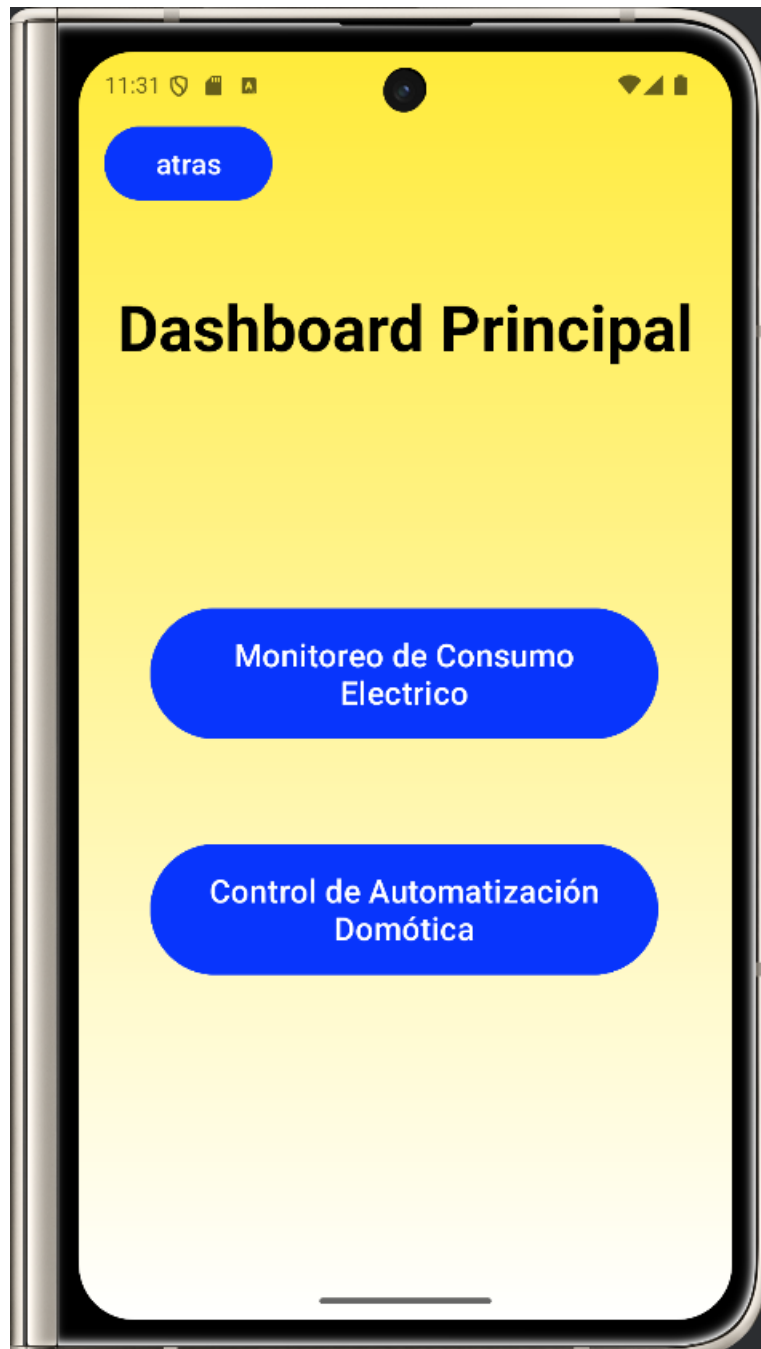 11:31
atras
Dashboard Principal
Monitoreo de Consumo
Electrico
Control de Automatización
Domótica